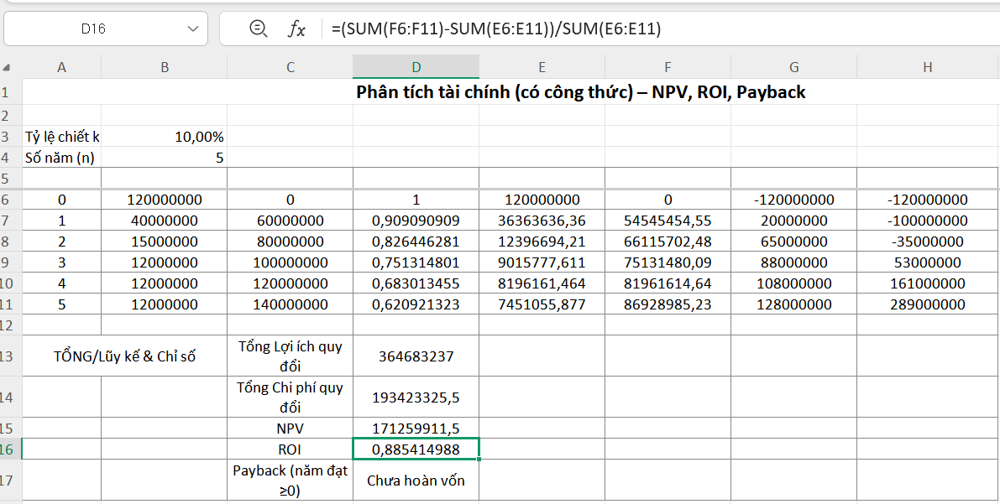 D16 fx =(SUM(F6:F11)-SUM(E6:E11))/SUM(E6:E11)
A B C D E F G H
1 Phân tích tài chính (có công thức) – NPV, ROI, Payback
2
3 Tỷ lệ chiết k 10,00%
4 Số năm (n) 5
5
6 0 120000000 0 1 120000000 0 -120000000 -120000000
7 1 40000000 60000000 0,909090909 36363636,36 54545454,55 20000000 -100000000
8 2 15000000 80000000 0,826446281 12396694,21 66115702,48 65000000 -35000000
9 3 12000000 100000000 0,751314801 9015777,611 75131480,09 88000000 53000000
10 4 12000000 120000000 0,683013455 8196161,464 81961614,64 108000000 161000000
11 5 12000000 140000000 0,620921323 7451055,877 86928985,23 128000000 289000000
12
13 TỔNG/Lũy kế & Chỉ số Tổng Lợi ích quy
đổi 364683237
14 Tổng Chi phí quy
đổi 193423325,5
15 NPV 171259911,5
16 ROI 0,885414988
17 Payback (năm đạt
≥0) Chưa hoàn vốn